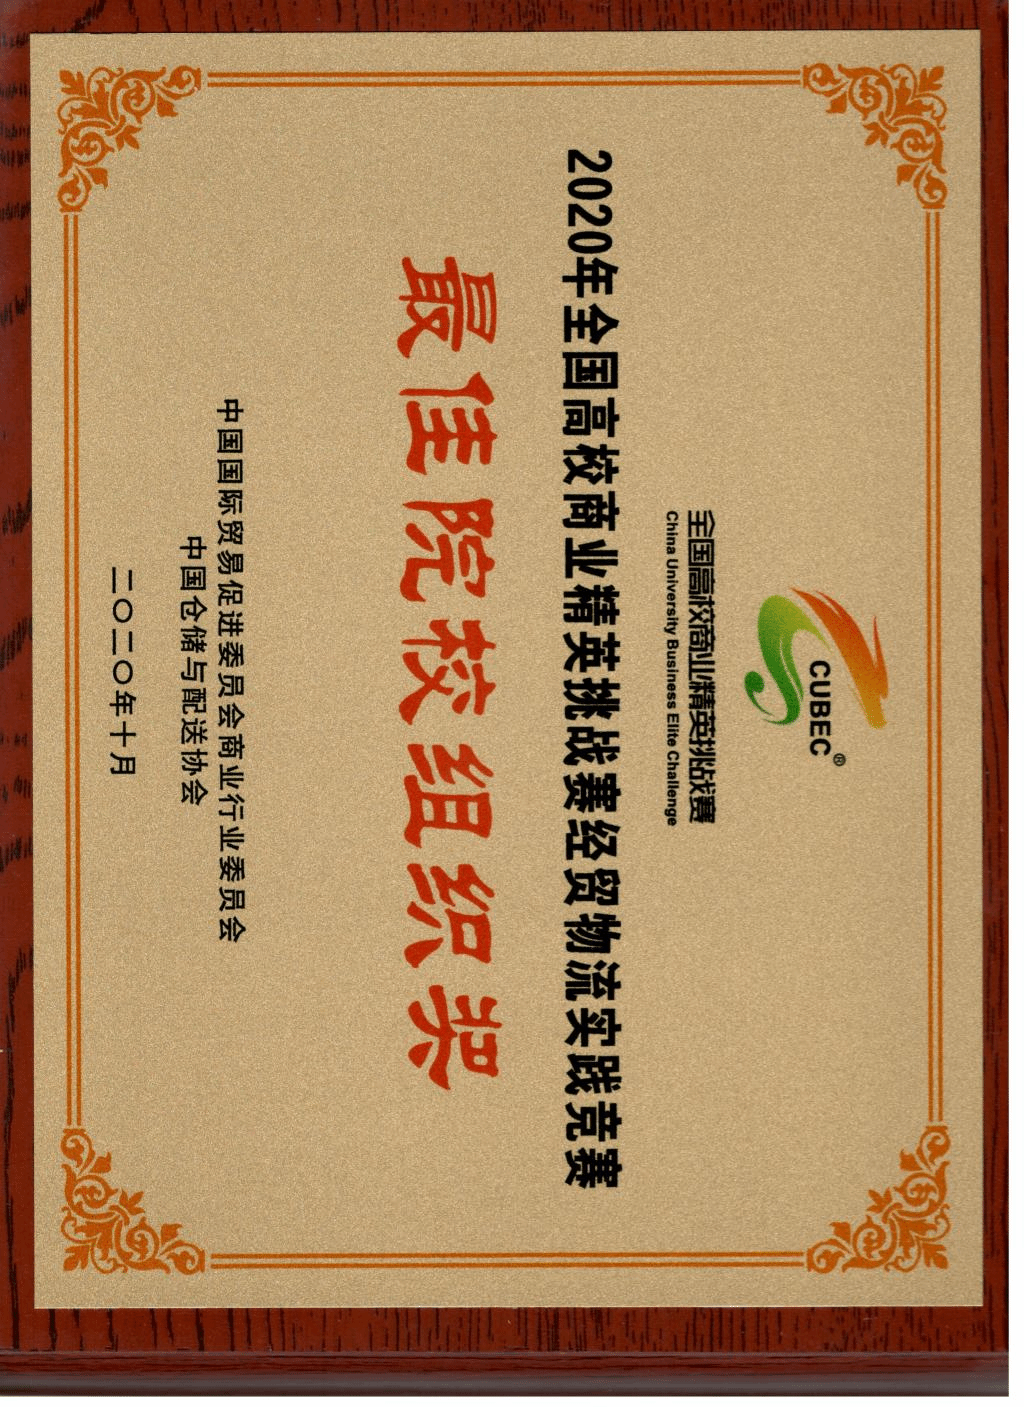 CUBEC®
全国高校商业精英挑战赛
China University Business Elite Challenge
2020年全国高校商业精英挑战赛经贸物流实践竞赛
最佳院校组织奖
中国国际贸易促进委员会商业行业委员会
中国仓储与配送协会
二〇二〇年十月